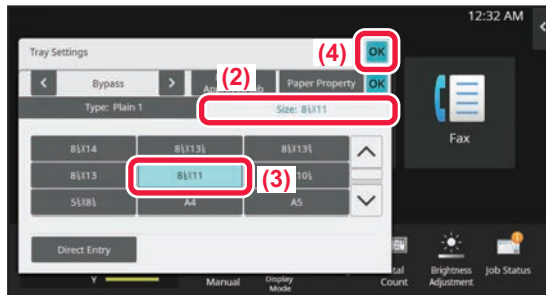 12:32 AM
Tray Settings
(4)
OK
Bypass
(2)
Paper Property
OK
Type: Plain 1
Size: 8½X11
Fax
8½X14
8½X13½
8½X13⅖
8½X13
8½X11
(3)
5½X8½
A4
A5
Direct Entry
Y
Manual
Display
Mode
Count
Brightness
Adjustment
Job Status